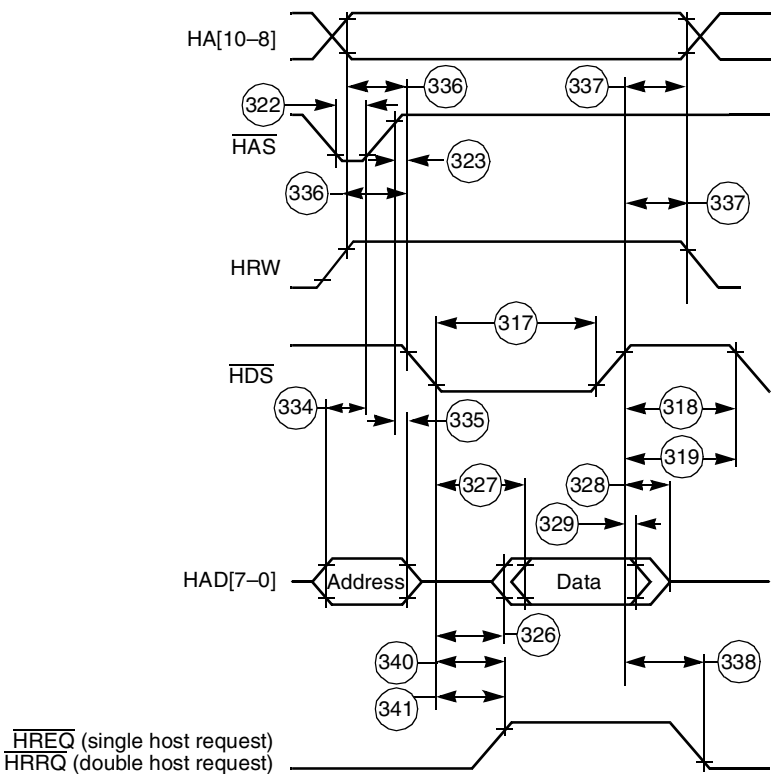 HA[10–8]
336
337
322
HAS
323
336
337
HRW
317
HDS
334
335
318
319
327
328
329
HAD[7–0]
Address
Data
326
340
338
341
HREQ (single host request)
HRRQ (double host request)